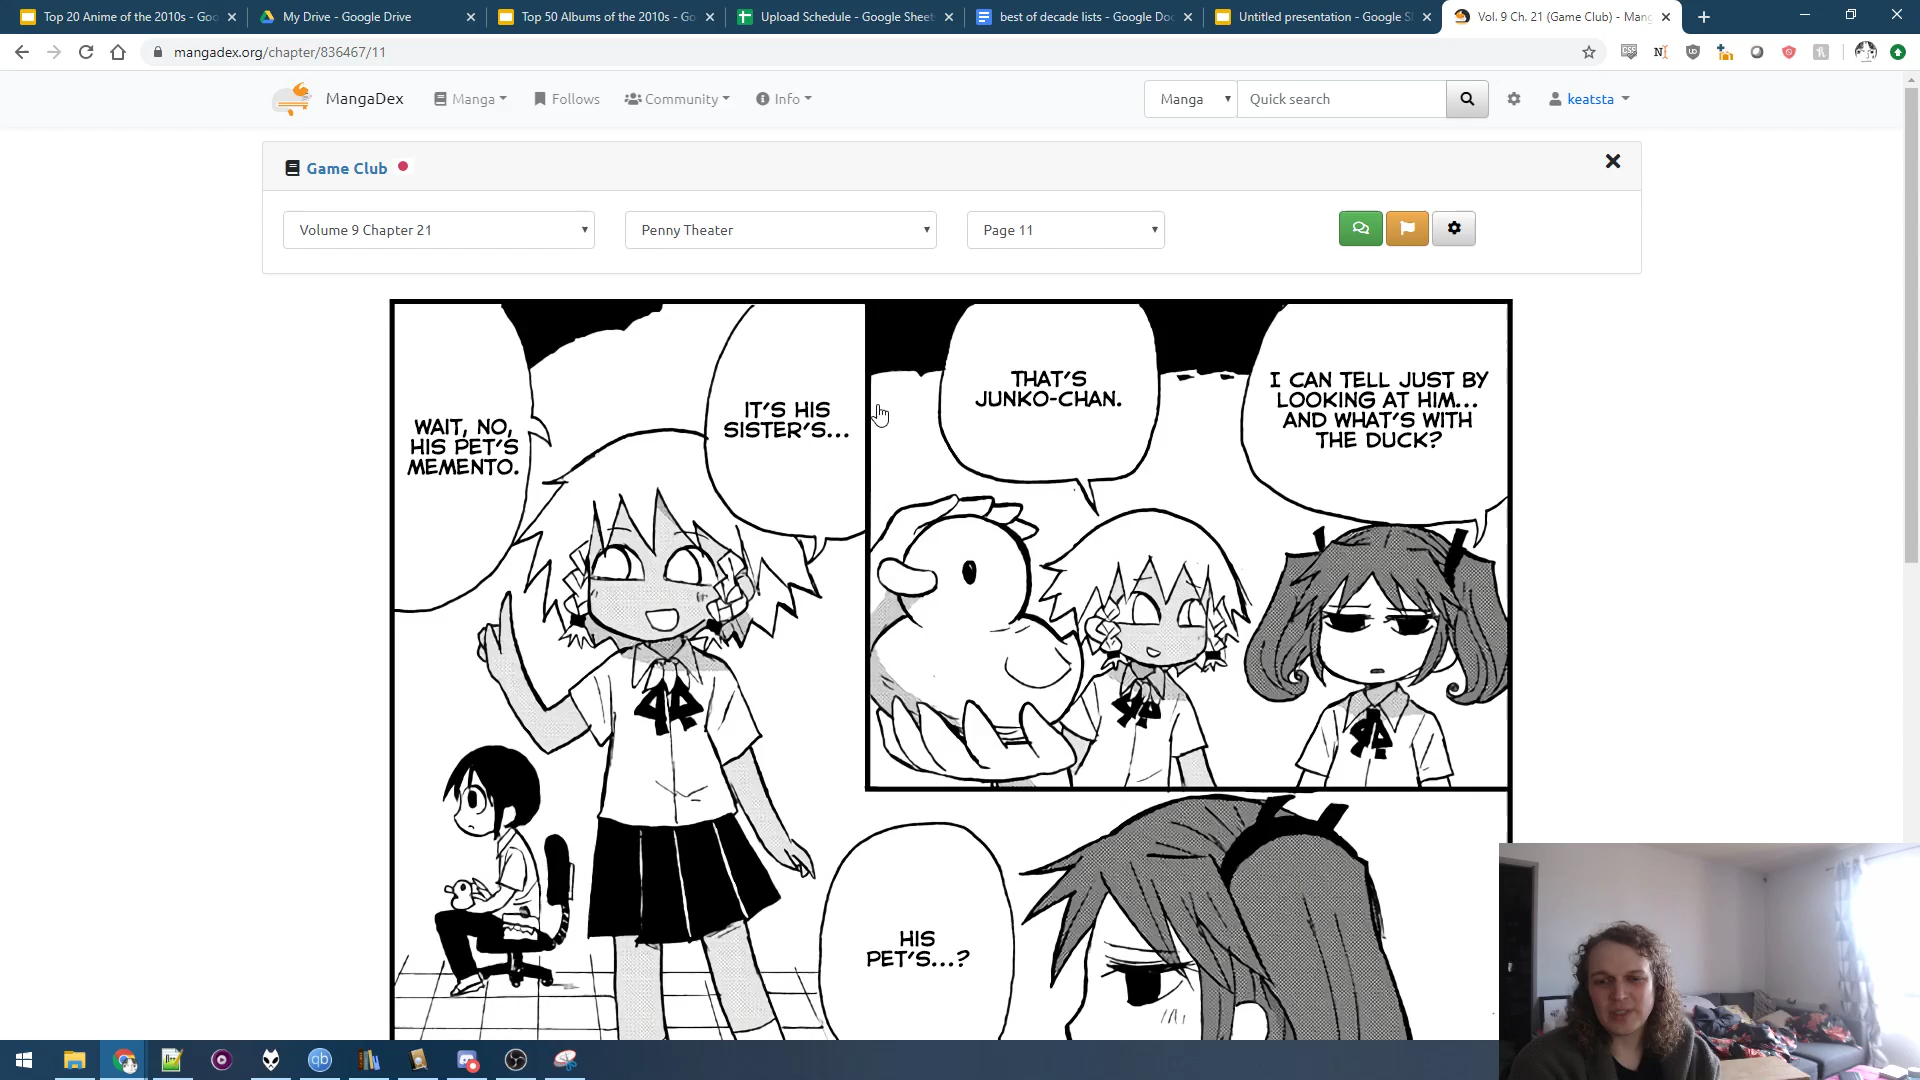 Top 20 Anime of the 2010s - Goo
My Drive - Google Drive
Top 50 Albums of the 2010s - Go
Upload Schedule - Google Sheet
best of decade lists - Google Do
Untitled presentation - Google Sl
Vol. 9 Ch. 21 (Game Club) - Mang
mangadex.org/chapter/836467/11
MangaDex
Manga
Follows
Community
Info
Manga
Quick search
keatsta
Game Club
Volume 9 Chapter 21
Penny Theater
Page 11
I CAN TELL JUST BY
LOOKING AT HIM...
AND WHAT'S WITH
THE DUCK?
THAT'S
JUNKO-CHAN.
IT'S HIS
SISTER'S...
WAIT, NO,
HIS PET'S
MEMENTO.
HIS
PET'S...?